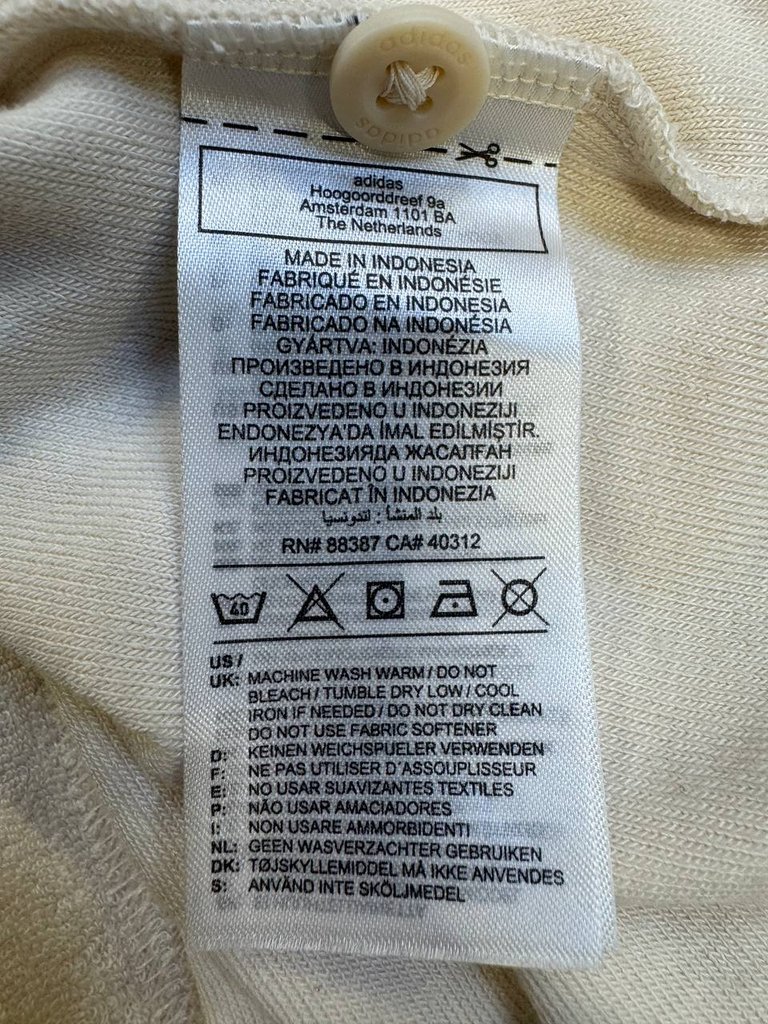 adidas
adidas
adidas
Hoogoorddreef 9a
Amsterdam 1101 BA
The Netherlands
MADE IN INDONESIA
FABRIQUÉ EN INDONÉSIE
FABRICADO EN INDONESIA
FABRICADO NA INDONÉSIA
GYÁRTVA: INDONÉZIA
ПРОИЗВЕДЕНО В ИНДОНЕЗИЯ
СДЕЛАНО В ИНДОНЕЗИИ
PROIZVEDENO U INDONEZIJI
ENDONEZYA'DA İMAL EDİLMİŞTİR.
ИНДОНЕЗИЯДА ЖАСАЛҒАН
PROIZVEDENO U INDONEZIJI
FABRICAT ÎN INDONEZIA
بلد المنشأ : اندونسيا
RN# 88387 CA# 40312
40
US /
UK: MACHINE WASH WARM / DO NOT
BLEACH / TUMBLE DRY LOW / COOL
IRON IF NEEDED / DO NOT DRY CLEAN
DO NOT USE FABRIC SOFTENER
D: KEINEN WEICHSPUELER VERWENDEN
F: NE PAS UTILISER D´ASSOUPLISSEUR
E: NO USAR SUAVIZANTES TEXTILES
P: NÃO USAR AMACIADORES
I: NON USARE AMMORBIDENTI
NL: GEEN WASVERZACHTER GEBRUIKEN
DK: TØJSKYLLEMIDDEL MÅ IKKE ANVENDES
S: ANVÄND INTE SKÖLJMEDEL